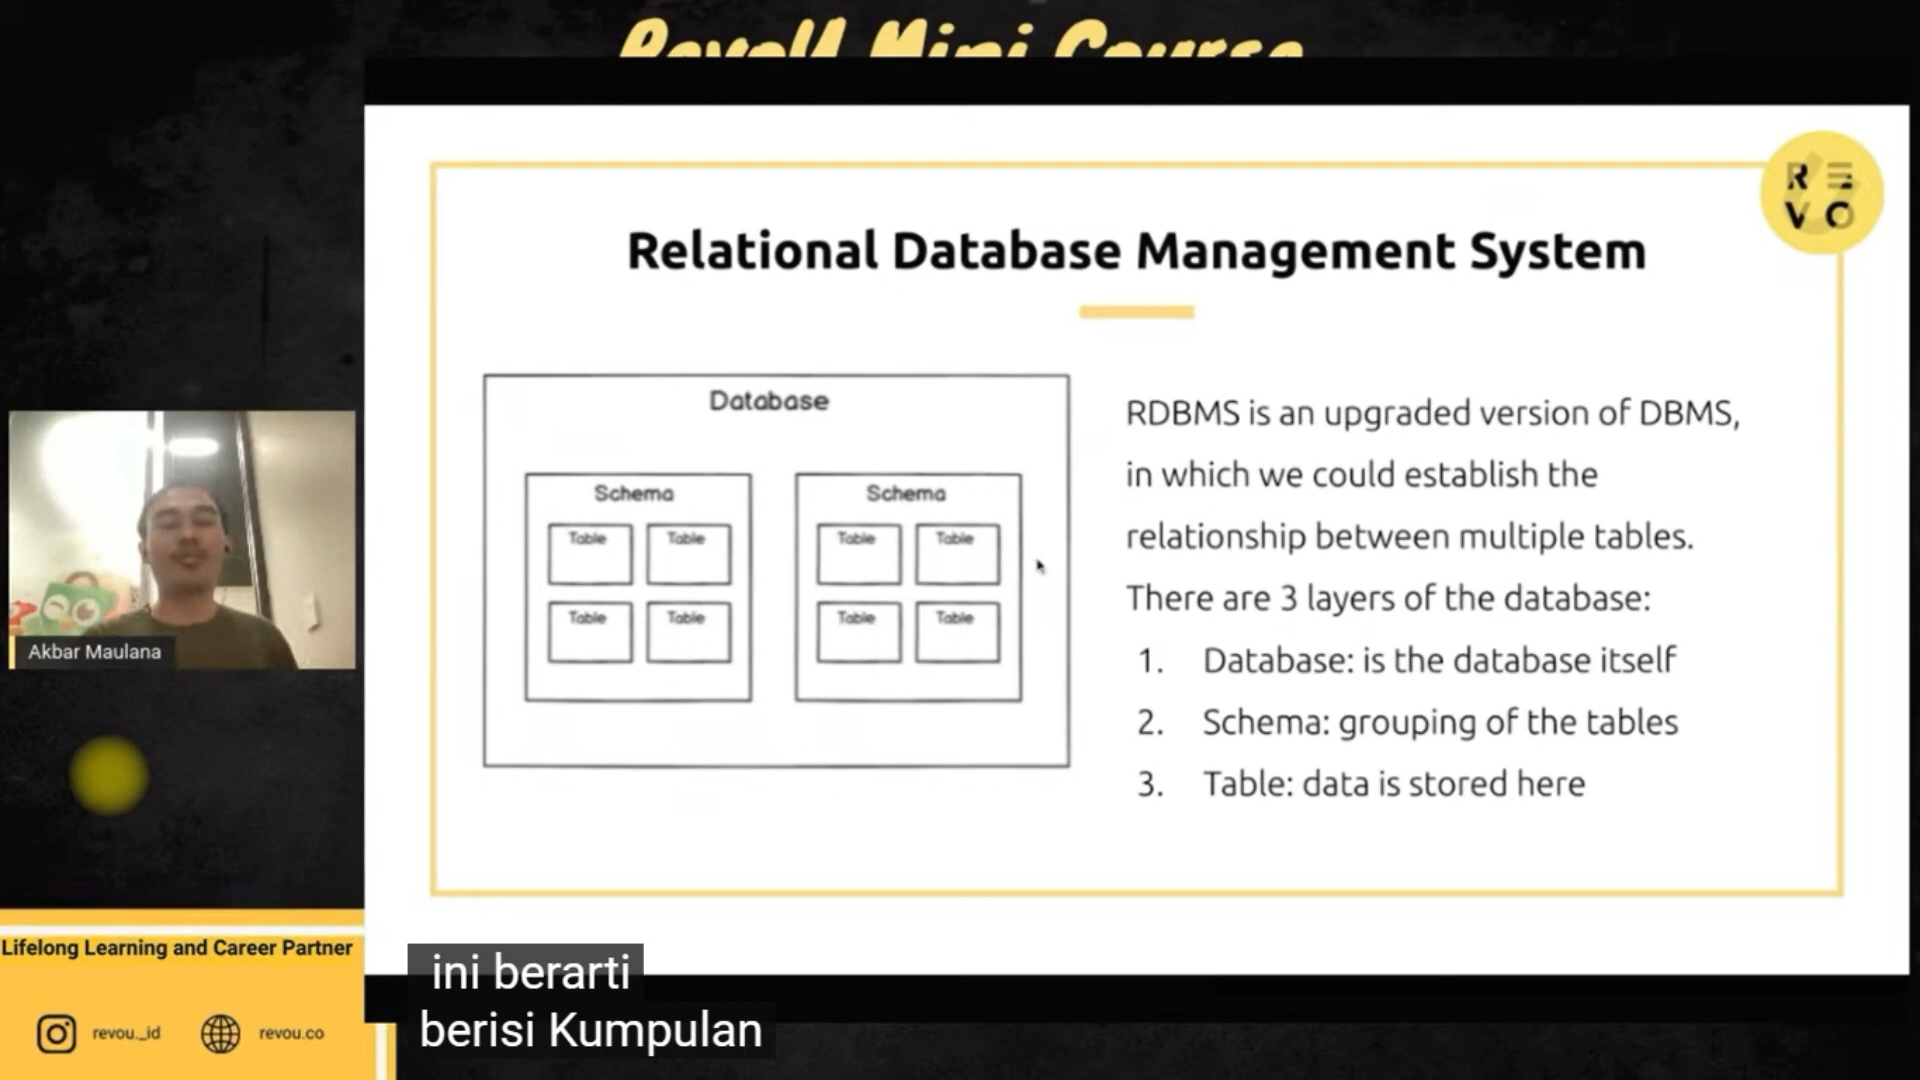 RevoU Mini Course
R E
V O
Relational Database Management System
Database
Schema
Schema
Table
Table
Table
Table
Table
Table
Table
Table
RDBMS is an upgraded version of DBMS,
in which we could establish the
relationship between multiple tables.
There are 3 layers of the database:
1. Database: is the database itself
2. Schema: grouping of the tables
3. Table: data is stored here
Akbar Maulana
Lifelong Learning and Career Partner
revou_id
revou.co
ini berarti
berisi Kumpulan